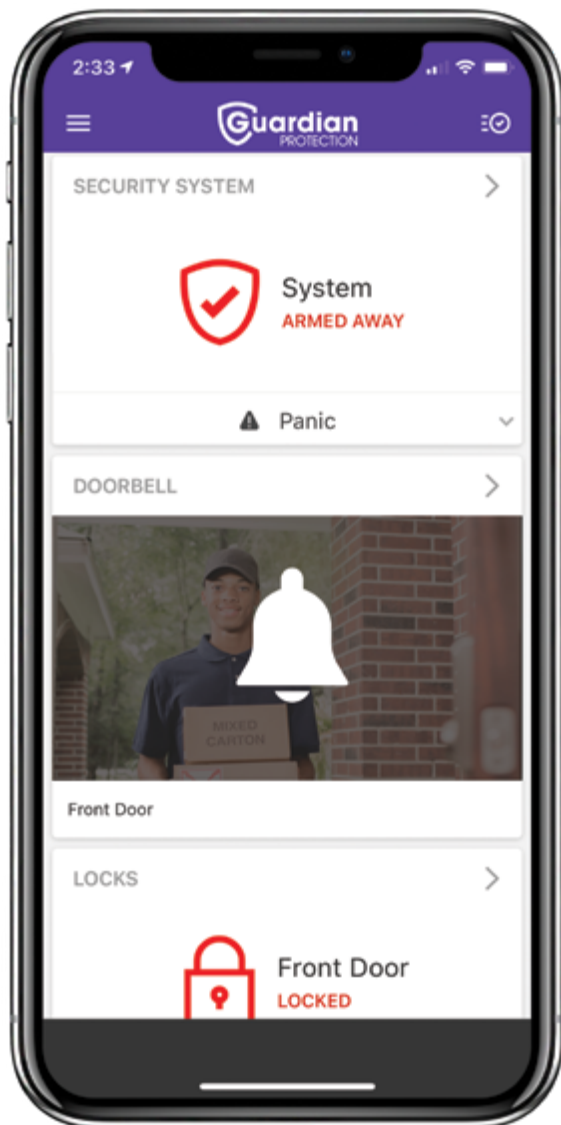 2:33
Guardian
PROTECTION
SECURITY SYSTEM
System
ARMED AWAY
Panic
DOORBELL
MIXED
CARTON
Front Door
LOCKS
Front Door
LOCKED